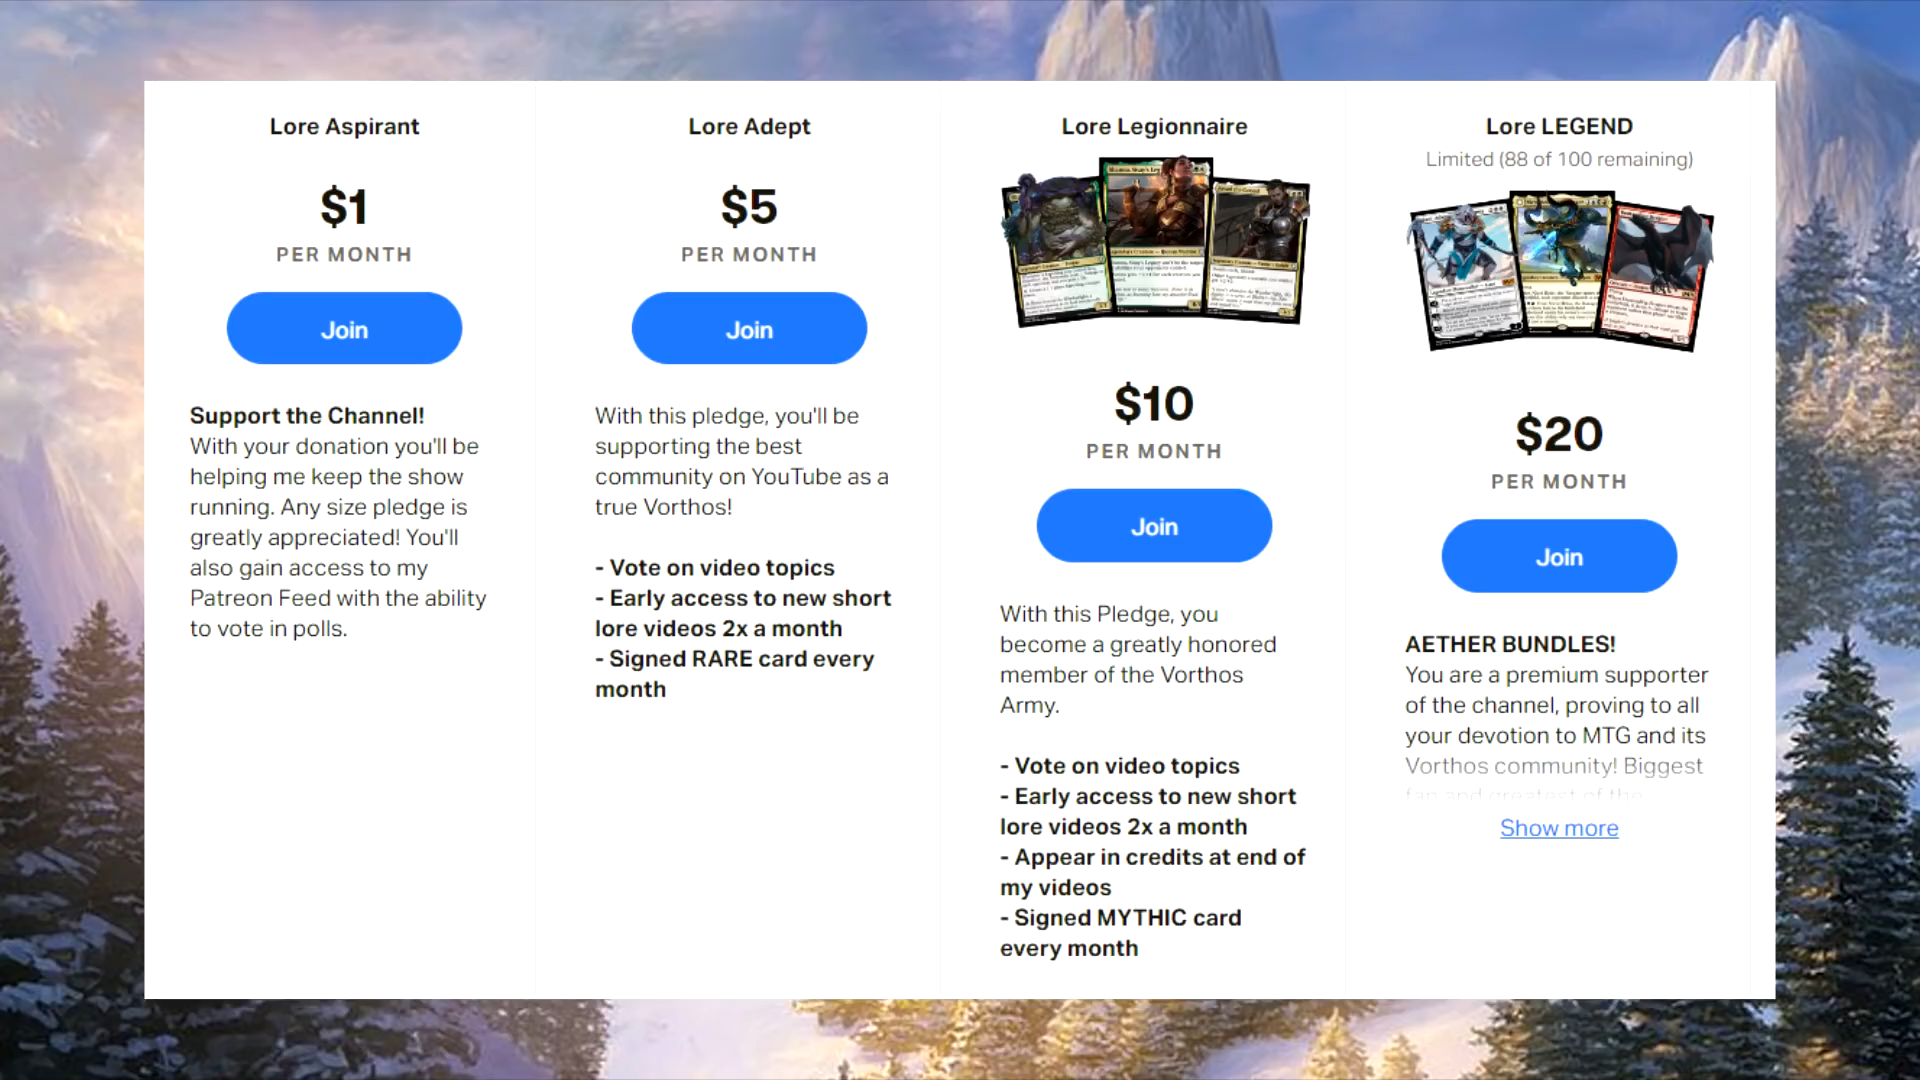 Lore Aspirant
$1
PER MONTH
Join
Support the Channel!
With your donation you'll be
helping me keep the show
running. Any size pledge is
greatly appreciated! You'll
also gain access to my
Patreon Feed with the ability
to vote in polls.
Lore Adept
$5
PER MONTH
Join
With this pledge, you'll be
supporting the best
community on YouTube as a
true Vorthos!
- Vote on video topics
- Early access to new short
lore videos 2x a month
- Signed RARE card every
month
Lore Legionnaire
$10
PER MONTH
Join
With this Pledge, you
become a greatly honored
member of the Vorthos
Army.
- Vote on video topics
- Early access to new short
lore videos 2x a month
- Appear in credits at end of
my videos
- Signed MYTHIC card
every month
Lore LEGEND
Limited (88 of 100 remaining)
$20
PER MONTH
Join
AETHER BUNDLES!
You are a premium supporter
of the channel, proving to all
your devotion to MTG and its
Vorthos community! Biggest
fan and greatest of the
Show more